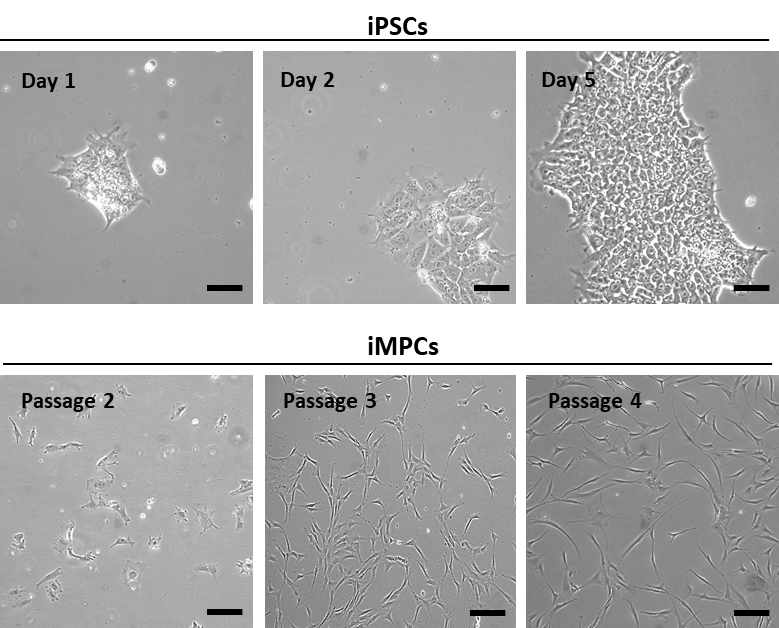 iPSCs
Day 1
Day 2
Day 5
iMPCs
Passage 2
Passage 3
Passage 4